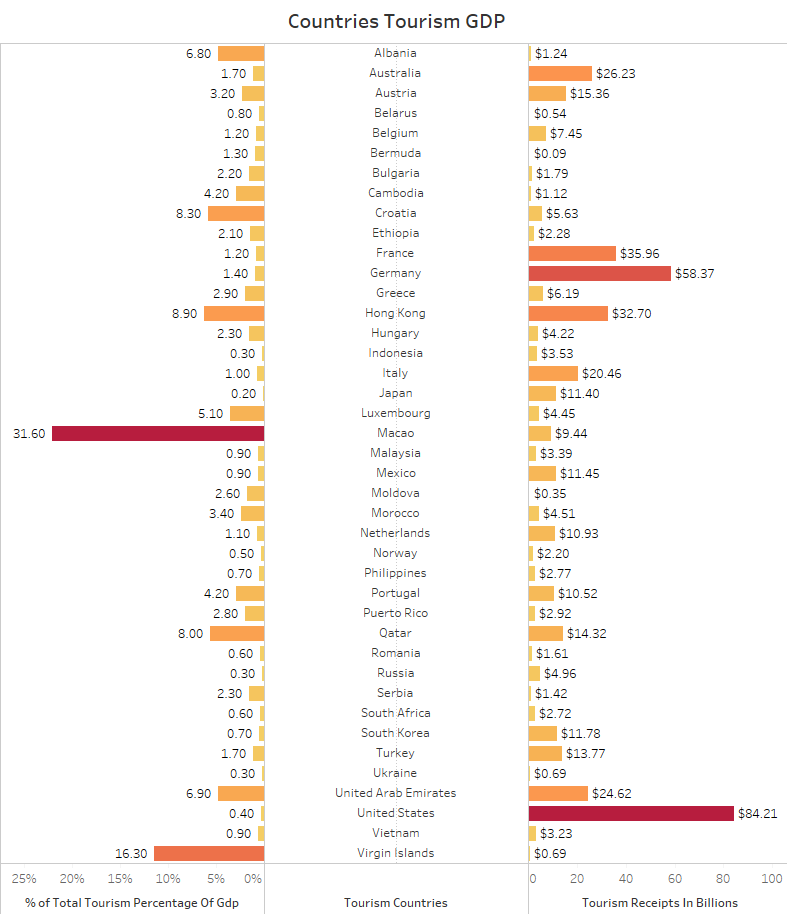 Countries Tourism GDP
6.80 Albania $1.24
1.70 Australia $26.23
3.20 Austria $15.36
0.80 Belarus $0.54
1.20 Belgium $7.45
1.30 Bermuda $0.09
2.20 Bulgaria $1.79
4.20 Cambodia $1.12
8.30 Croatia $5.63
2.10 Ethiopia $2.28
1.20 France $35.96
1.40 Germany $58.37
2.90 Greece $6.19
8.90 Hong Kong $32.70
2.30 Hungary $4.22
0.30 Indonesia $3.53
1.00 Italy $20.46
0.20 Japan $11.40
5.10 Luxembourg $4.45
31.60 Macao $9.44
0.90 Malaysia $3.39
0.90 Mexico $11.45
2.60 Moldova $0.35
3.40 Morocco $4.51
1.10 Netherlands $10.93
0.50 Norway $2.20
0.70 Philippines $2.77
4.20 Portugal $10.52
2.80 Puerto Rico $2.92
8.00 Qatar $14.32
0.60 Romania $1.61
0.30 Russia $4.96
2.30 Serbia $1.42
0.60 South Africa $2.72
0.70 South Korea $11.78
1.70 Turkey $13.77
0.30 Ukraine $0.69
6.90 United Arab Emirates $24.62
0.40 United States $84.21
0.90 Vietnam $3.23
16.30 Virgin Islands $0.69
25% 20% 15% 10% 5% 0% 0 20 40 60 80 100
% of Total Tourism Percentage Of Gdp Tourism Countries Tourism Receipts In Billions